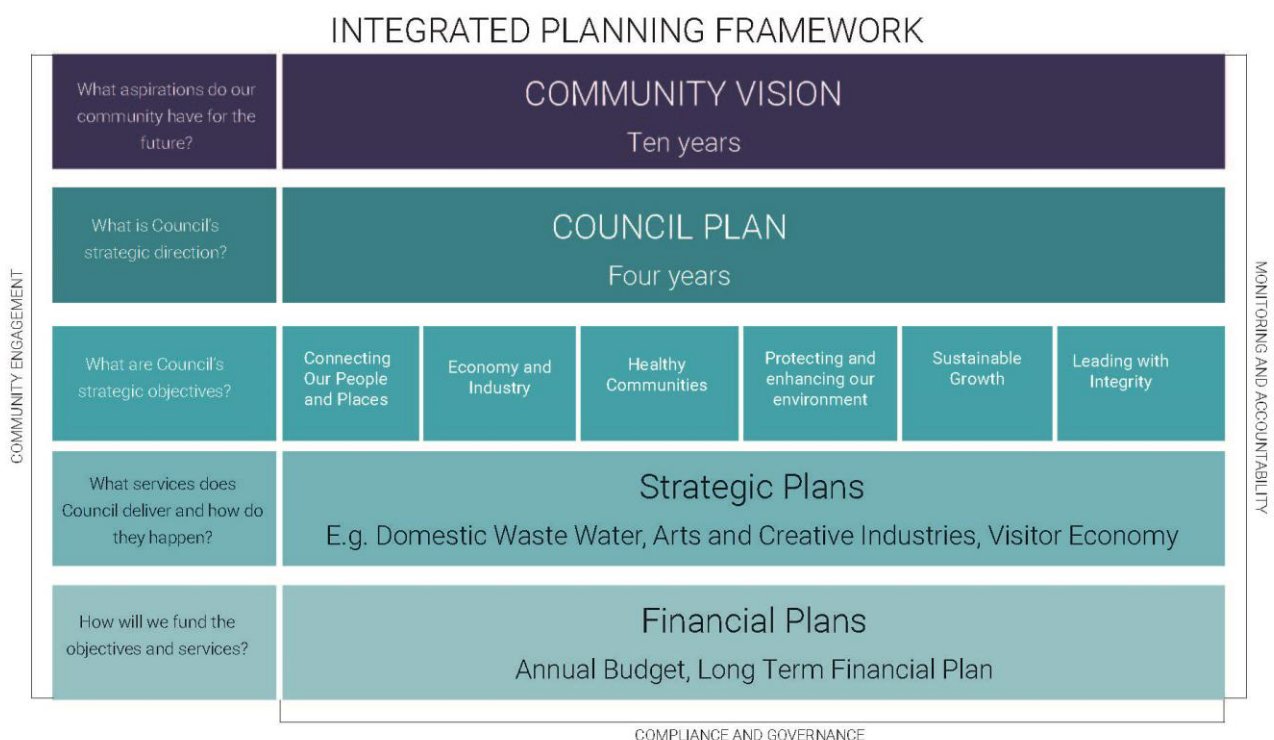 INTEGRATED PLANNING FRAMEWORK
What aspirations do our
community have for the
future?
COMMUNITY VISION
Ten years
What is Council's
strategic direction?
COUNCIL PLAN
Four years
What are Council's
strategic objectives?
Connecting
Our People
and Places
Economy and
Industry
Healthy
Communities
Protecting and
enhancing our
environment
Sustainable
Growth
Leading with
Integrity
What services does
Council deliver and how do
they happen?
Strategic Plans
E.g. Domestic Waste Water, Arts and Creative Industries, Visitor Economy
How will we fund the
objectives and services?
Financial Plans
Annual Budget, Long Term Financial Plan
COMMUNITY ENGAGEMENT
MONITORING AND ACCOUNTABILITY
COMPLIANCE AND GOVERNANCE